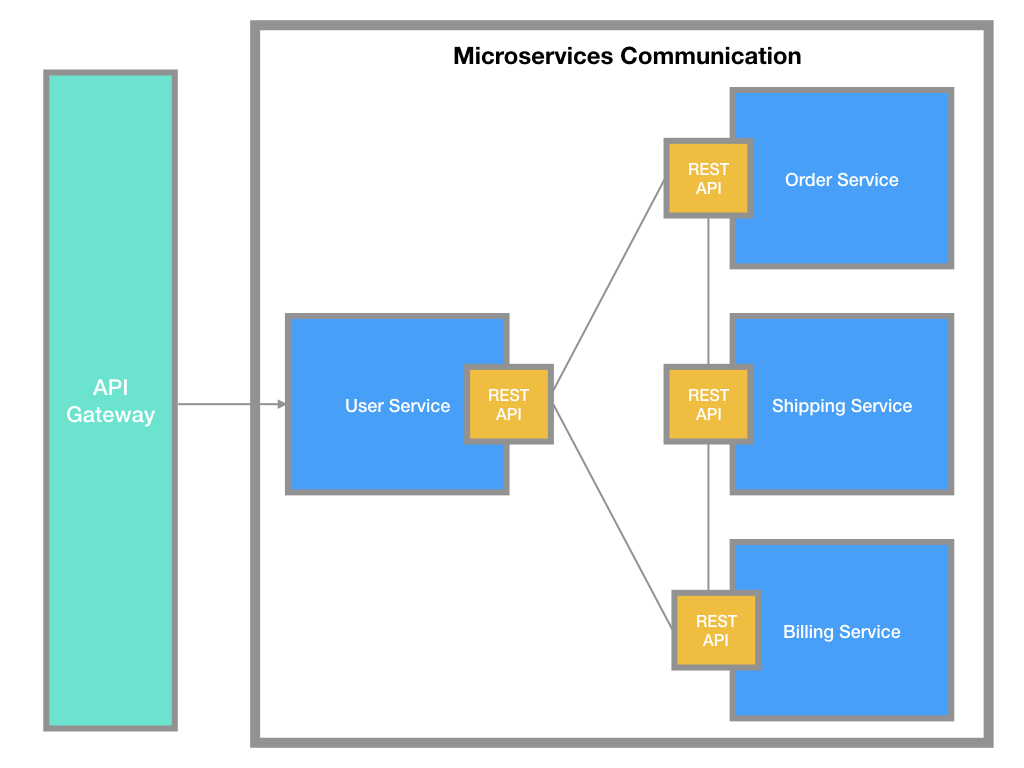 Microservices Communication
API
Gateway
User Service
REST
API
REST
API
Order Service
REST
API
Shipping Service
REST
API
Billing Service